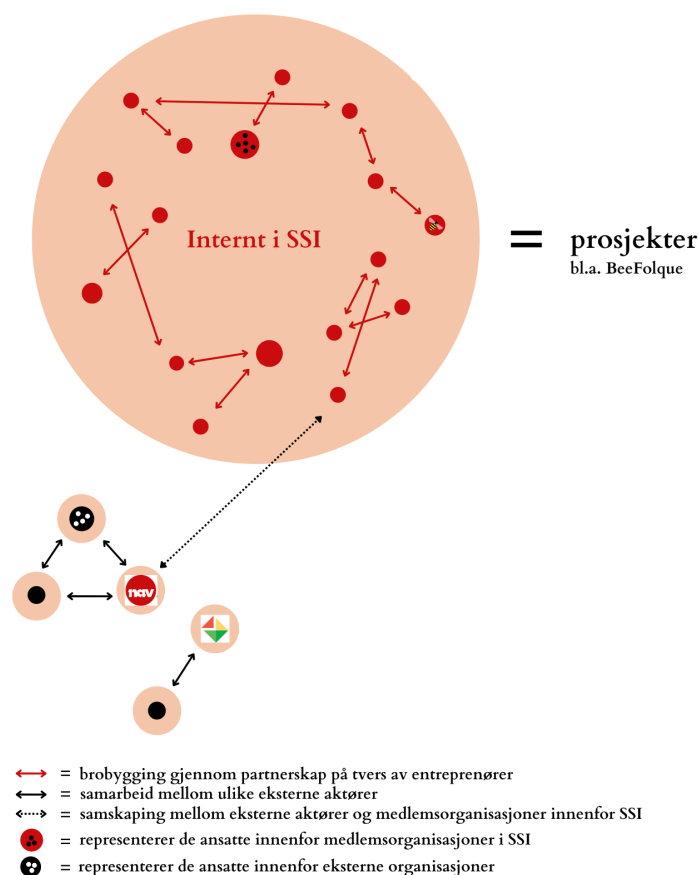 Internt i SSI
= prosjekter
bl.a. BeeFolque
nav
= brobygging gjennom partnerskap på tvers av entreprenører
= samarbeid mellom ulike eksterne aktører
= samskaping mellom eksterne aktører og medlemsorganisasjoner innenfor SSI
= representerer de ansatte innenfor medlemsorganisasjoner i SSI
= representerer de ansatte innenfor eksterne organisasjoner